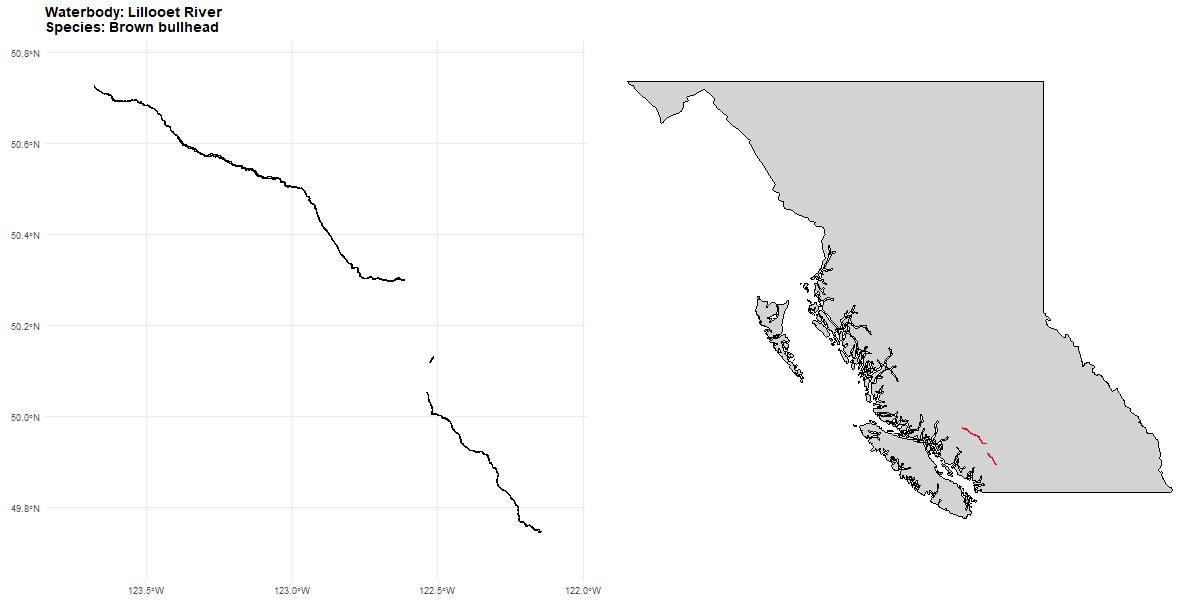 Waterbody: Lillooet River
Species: Brown bullhead
50.8°N
50.6°N
50.4°N
50.2°N
50.0°N
49.8°N
123.5°W
123.0°W
122.5°W
122.0°W